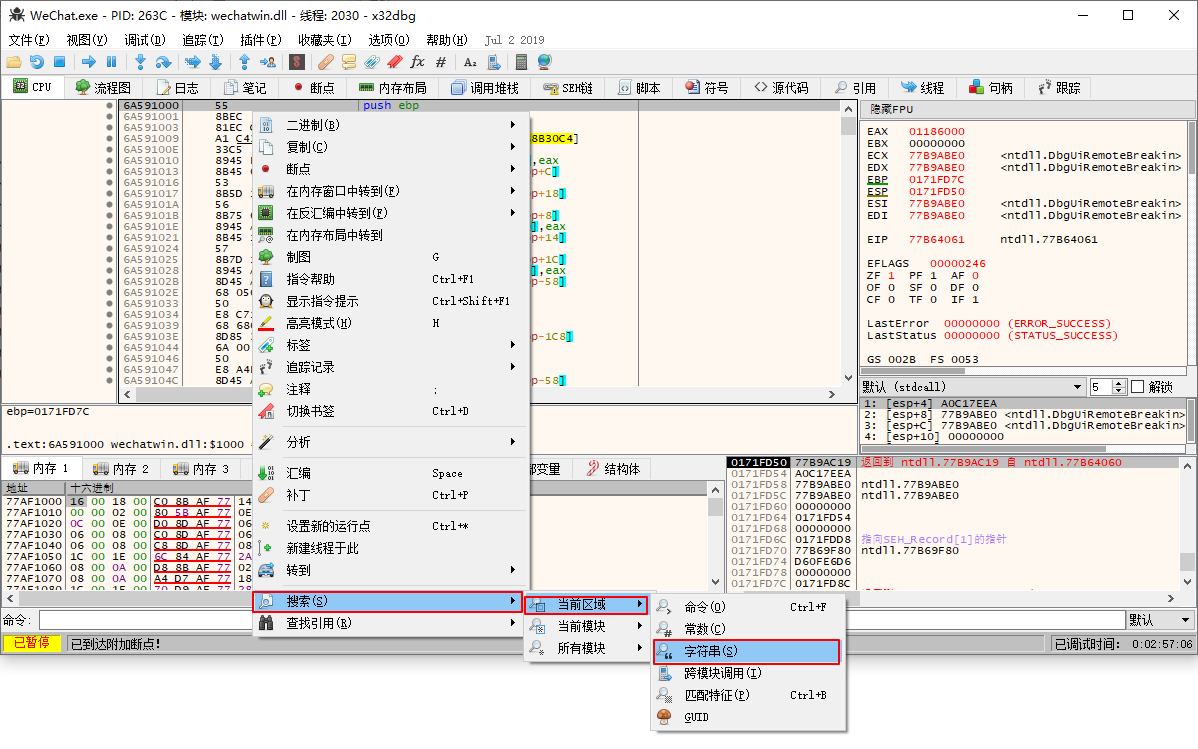 WeChat.exe - PID: 263C - 模块: wechatwin.dll - 线程: 2030 - x32dbg
文件(F) 视图(V) 调试(D) 追踪(T) 插件(P) 收藏夹(I) 选项(O) 帮助(H) Jul 2 2019
CPU 流程图 日志 笔记 断点 内存布局 调用堆栈 SEH链 脚本 符号 源代码 引用 线程 句柄 跟踪
6A591000 55 push ebp
6A591001 8BEC
6A591003 81EC
6A591009 A1 8B30C4]
6A59100E 33C5
6A591010 8945 ,eax
6A591013 8B45 p+C]
6A591016 53
6A591017 8B5D p+18]
6A59101A 56
6A59101B 8B75 p+8]
6A59101E 8945 ],eax
6A591021 8B45 p+14]
6A591024 57
6A591025 8B7D p+1C]
6A591028 8945 ],eax
6A59102B 8D45 p-58]
6A59102E 68
6A591033 50
6A591034 E8
6A591039 68
6A59103E 8D85 p-1C8]
6A591044 6A 00
6A591046 50
6A591047 E8
6A59104C 8D45 p-58]
二进制(B)
复制(C)
断点
在内存窗口中转到(F)
在反汇编中转到(F)
在内存布局中转到
制图 G
指令帮助 Ctrl+F1
显示指令提示 Ctrl+Shift+F1
高亮模式(H) H
标签
追踪记录
注释 ;
切换书签 Ctrl+D
分析
汇编 Space
补丁 Ctrl+P
设置新的运行点 Ctrl+*
新建线程于此
转到
搜索(S)
查找引用(R)
当前区域
当前模块
所有模块
命令(O) Ctrl+F
常数(C)
字符串(S)
跨模块调用(I)
匹配特征(P) Ctrl+B
GUID
隐藏FPU
EAX 01186000
EBX 00000000
ECX 77B9ABE0 <ntdll.DbgUiRemoteBreakin>
EDX 77B9ABE0 <ntdll.DbgUiRemoteBreakin>
EBP 0171FD7C
ESP 0171FD50
ESI 77B9ABE0 <ntdll.DbgUiRemoteBreakin>
EDI 77B9ABE0 <ntdll.DbgUiRemoteBreakin>
EIP 77B64061 ntdll.77B64061
EFLAGS 00000246
ZF 1 PF 1 AF 0
OF 0 SF 0 DF 0
CF 0 TF 0 IF 1
LastError 00000000 (ERROR_SUCCESS)
LastStatus 00000000 (STATUS_SUCCESS)
GS 002B FS 0053
默认 (stdcall) 5 解锁
1: [esp+4] A0C17EEA
2: [esp+8] 77B9ABE0 <ntdll.DbgUiRemoteBreakin>
3: [esp+C] 77B9ABE0 <ntdll.DbgUiRemoteBreakin>
4: [esp+10] 00000000
ebp=0171FD7C
.text:6A591000 wechatwin.dll:$1000
内存 1 内存 2 内存 3 变量 结构体
地址 十六进制
77AF1000 16 00 18 00 C0 8B AF 77 14
77AF1010 00 00 02 00 80 5B AF 77 0E
77AF1020 0C 00 0E 00 D0 8D AF 77 06
77AF1030 06 00 08 00 C0 8D AF 77 06
77AF1040 06 00 08 00 C8 8D AF 77 08
77AF1050 1C 00 1E 00 6C 84 AF 77 2A
77AF1060 08 00 0A 00 D8 8B AF 77 02
77AF1070 08 00 0A 00 A4 D7 AF 77 18
0171FD50 77B9AC19 返回到 ntdll.77B9AC19 自 ntdll.77B64060
0171FD54 A0C17EEA
0171FD58 77B9ABE0 ntdll.77B9ABE0
0171FD5C 77B9ABE0 ntdll.77B9ABE0
0171FD60 00000000
0171FD64 0171FD54
0171FD68 00000000
0171FD6C 0171FDD8 指向SEH_Record[1]的指针
0171FD70 77B69F80 ntdll.77B69F80
0171FD74 D60FE6D6
0171FD78 00000000
0171FD7C 0171FD8C
命令: 默认
已暂停 已到达附加断点! 已调试时间: 0:02:57:06